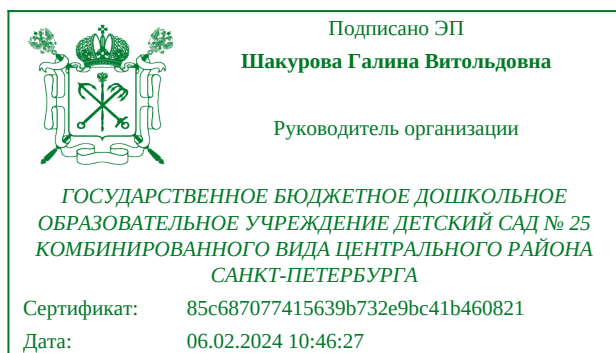 Подписано ЭП
Шакурова Галина Витольдовна
Руководитель организации
ГОСУДАРСТВЕННОЕ БЮДЖЕТНОЕ ДОШКОЛЬНОЕ
ОБРАЗОВАТЕЛЬНОЕ УЧРЕЖДЕНИЕ ДЕТСКИЙ САД № 25
КОМБИНИРОВАННОГО ВИДА ЦЕНТРАЛЬНОГО РАЙОНА
САНКТ-ПЕТЕРБУРГА
Сертификат: 85c687077415639b732e9bc41b460821
Дата: 06.02.2024 10:46:27